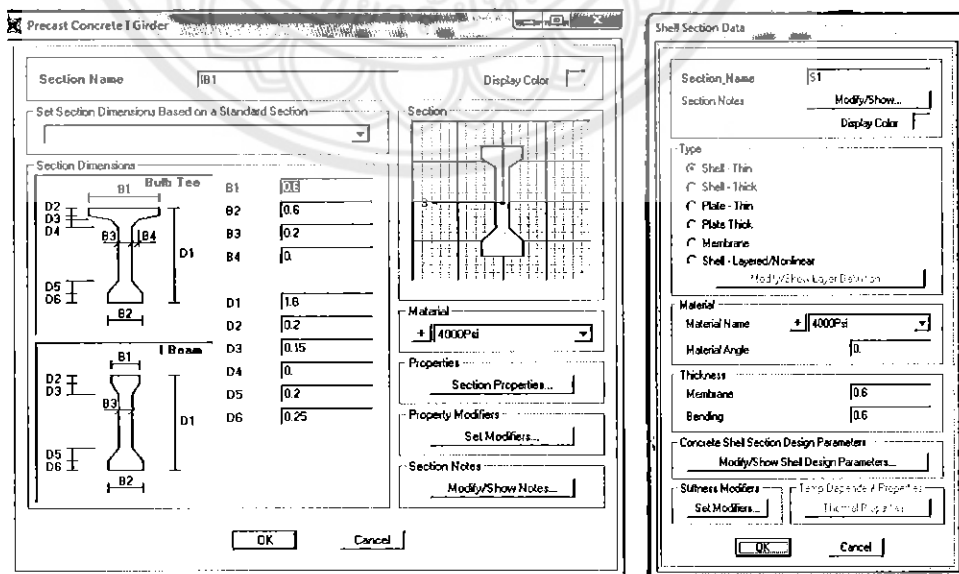 Precast Concrete I Girder
Section Name
IB1
Display Color
Set Section Dimensions Based on a Standard Section
Section Dimensions
Bulb Tee
B1
D2
D3
D4
B3
B4
D1
D5
D6
B2
I Beam
B1
D2
D3
B3
D1
D5
D6
B2
B1
0.6
B2
0.6
B3
0.2
B4
0.
D1
1.6
D2
0.2
D3
0.15
D4
0.
D5
0.2
D6
0.25
Section
3
Material
+ 4000Psi
Properties
Section Properties...
Property Modifiers
Set Modifiers...
Section Notes
Modify/Show Notes...
OK
Cancel
Shell Section Data
Section Name
S1
Section Notes
Modify/Show...
Display Color
Type
Shell - Thin
Shell - Thick
Plate - Thin
Plate Thick
Membrane
Shell - Layered/Nonlinear
Modify/Show Layer Definition
Material
Material Name
+ 4000Psi
Material Angle
0.
Thickness
Membrane
0.6
Bending
0.6
Concrete Shell Section Design Parameters
Modify/Show Shell Design Parameters...
Stiffness Modifiers
Set Modifiers...
Temp Dependent Properties
Thermal Properties
OK
Cancel